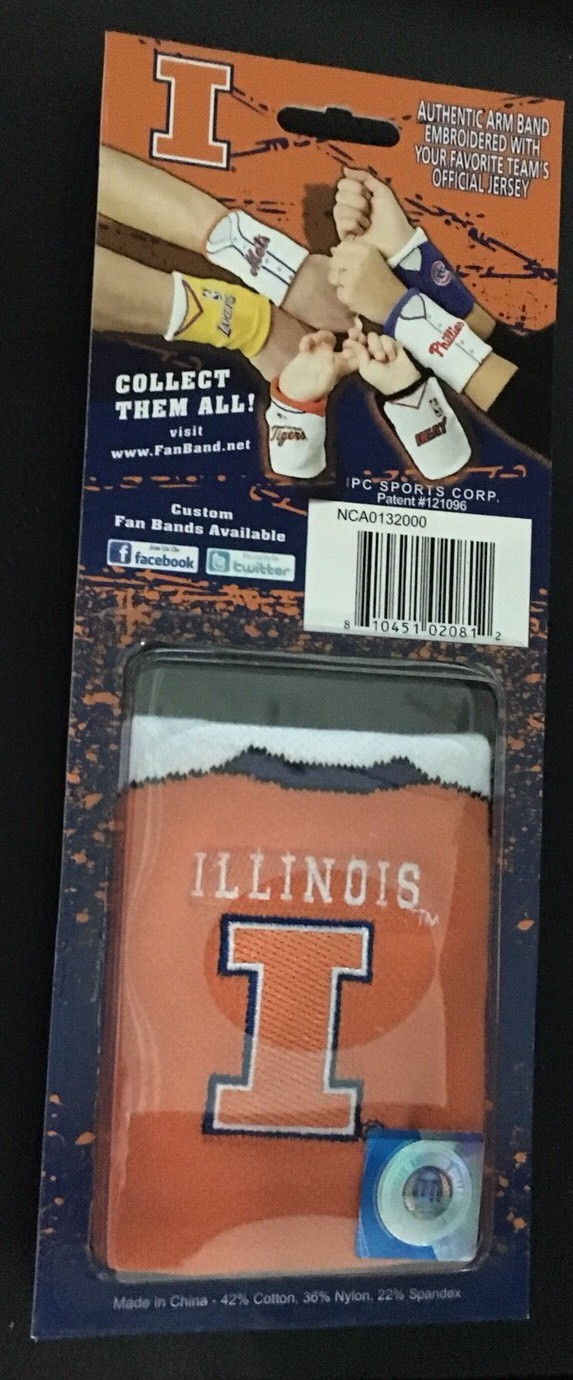 I
AUTHENTIC ARM BAND
EMBROIDERED WITH
YOUR FAVORITE TEAM'S
OFFICIAL JERSEY
Mets
Lakers
Phillies
Tigers
HEAT
COLLECT
THEM ALL!
visit
www.FanBand.net
IPC SPORTS CORP.
Patent #121096
Custom
Fan Bands Available
f facebook
twitter
NCA0132000
8 10451 02081 2
ILLINOIS
TM
I
Made in China - 42% Cotton, 36% Nylon, 22% Spandex